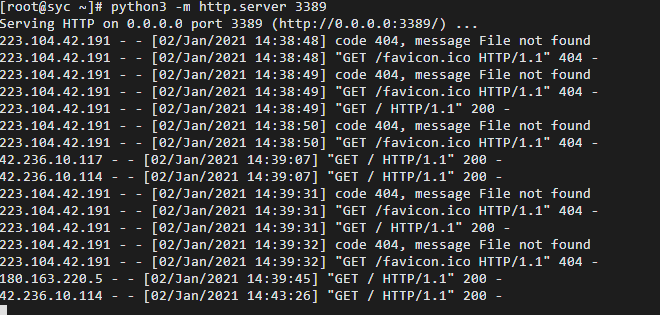 [root@syc ~]# python3 -m http.server 3389
Serving HTTP on 0.0.0.0 port 3389 (http://0.0.0.0:3389/) ...
223.104.42.191 - - [02/Jan/2021 14:38:48] code 404, message File not found
223.104.42.191 - - [02/Jan/2021 14:38:48] "GET /favicon.ico HTTP/1.1" 404 -
223.104.42.191 - - [02/Jan/2021 14:38:49] code 404, message File not found
223.104.42.191 - - [02/Jan/2021 14:38:49] "GET /favicon.ico HTTP/1.1" 404 -
223.104.42.191 - - [02/Jan/2021 14:38:49] "GET / HTTP/1.1" 200 -
223.104.42.191 - - [02/Jan/2021 14:38:50] code 404, message File not found
223.104.42.191 - - [02/Jan/2021 14:38:50] "GET /favicon.ico HTTP/1.1" 404 -
42.236.10.117 - - [02/Jan/2021 14:39:07] "GET / HTTP/1.1" 200 -
42.236.10.114 - - [02/Jan/2021 14:39:07] "GET / HTTP/1.1" 200 -
223.104.42.191 - - [02/Jan/2021 14:39:31] code 404, message File not found
223.104.42.191 - - [02/Jan/2021 14:39:31] "GET /favicon.ico HTTP/1.1" 404 -
223.104.42.191 - - [02/Jan/2021 14:39:31] "GET / HTTP/1.1" 200 -
223.104.42.191 - - [02/Jan/2021 14:39:32] code 404, message File not found
223.104.42.191 - - [02/Jan/2021 14:39:32] "GET /favicon.ico HTTP/1.1" 404 -
180.163.220.5 - - [02/Jan/2021 14:39:45] "GET / HTTP/1.1" 200 -
42.236.10.114 - - [02/Jan/2021 14:43:26] "GET / HTTP/1.1" 200 -